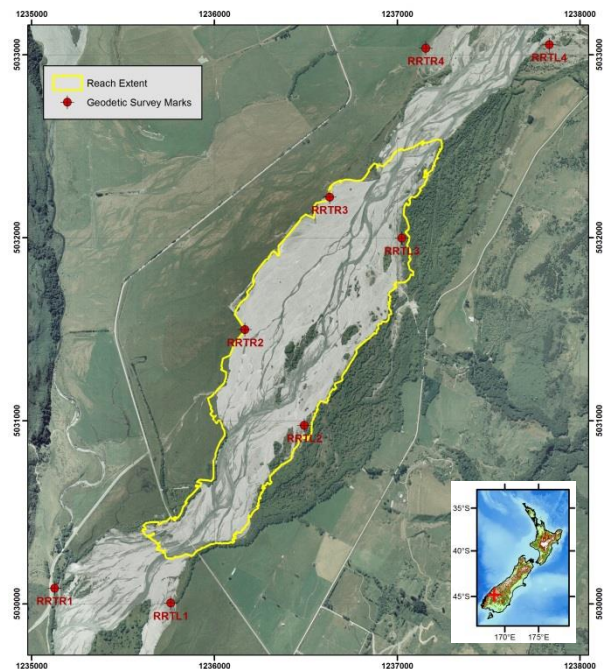 1235000 1236000 1237000 1238000
5033000 5033000
RRTR4 RRTL4
Reach Extent
Geodetic Survey Marks
RRTR3
5032000 5032000
RRTL3
RRTR2
5031000 5031000
RRTL2
35°S
40°S
45°S
170°E 175°E
5030000 5030000
RRTR1 RRTL1
1235000 1236000 1237000 1238000